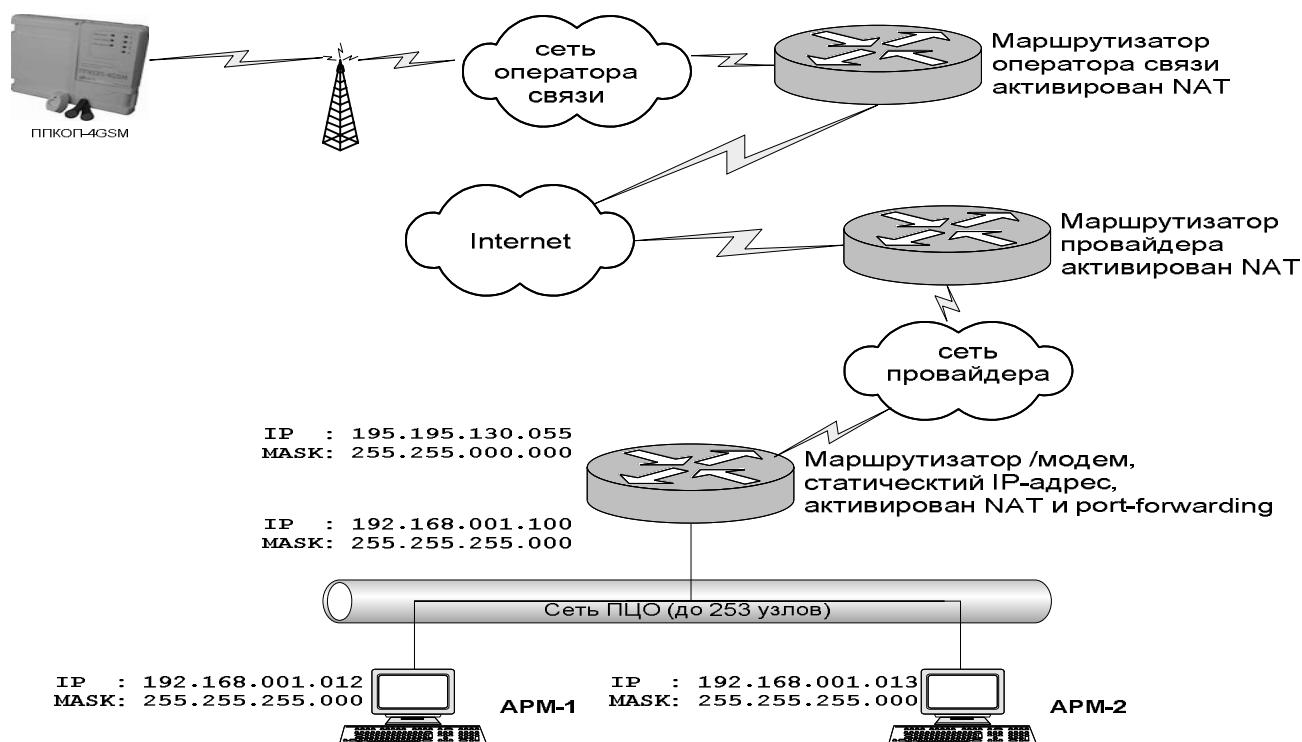 сеть
оператора
связи
Маршрутизатор
оператора связи
активирован NAT
ППКОП-4GSM
Internet
Маршрутизатор
провайдера
активирован NAT
сеть
провайдера
IP : 195.195.130.055
MASK: 255.255.000.000
Маршрутизатор /модем,
статическтий IP-адрес,
активирован NAT и port-forwarding
IP : 192.168.001.100
MASK: 255.255.255.000
Сеть ПЦО (до 253 узлов)
IP : 192.168.001.012
MASK: 255.255.255.000
АРМ-1
IP : 192.168.001.013
MASK: 255.255.255.000
АРМ-2